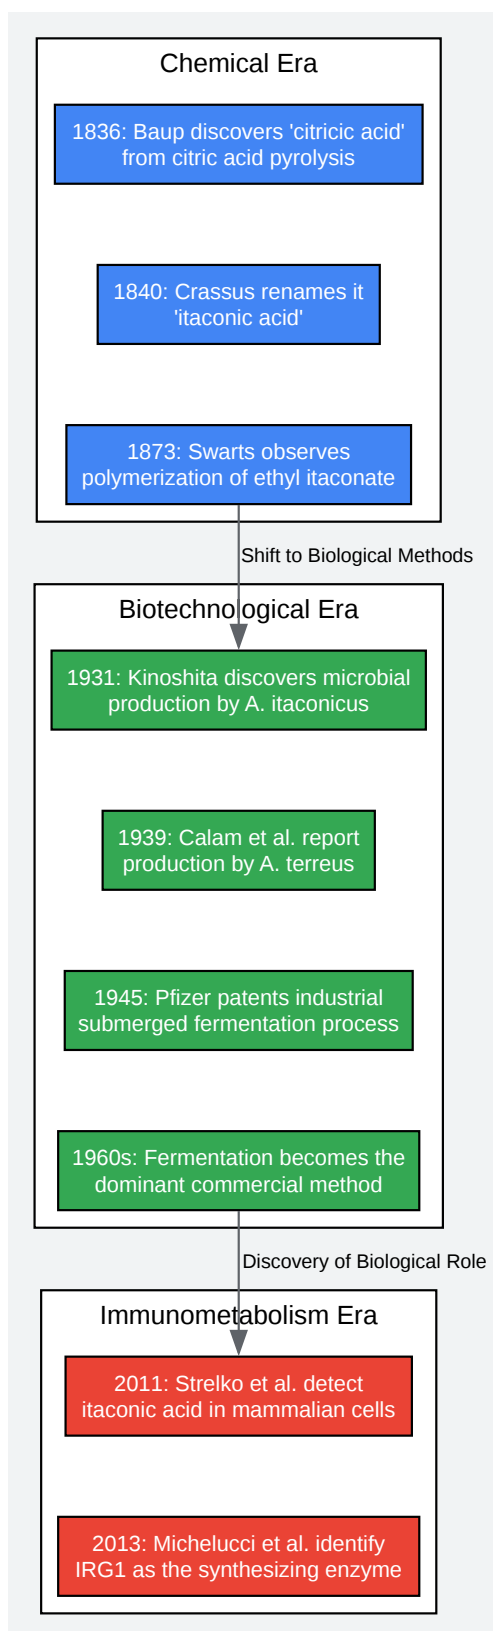 Chemical Era
1836: Baup discovers 'citricic acid'
from citric acid pyrolysis
1840: Crassus renames it
'itaconic acid'
1873: Swarts observes
polymerization of ethyl itaconate
Shift to Biological Methods
Biotechnological Era
1931: Kinoshita discovers microbial
production by A. itaconicus
1939: Calam et al. report
production by A. terreus
1945: Pfizer patents industrial
submerged fermentation process
1960s: Fermentation becomes the
dominant commercial method
Discovery of Biological Role
Immunometabolism Era
2011: Strelko et al. detect
itaconic acid in mammalian cells
2013: Michelucci et al. identify
IRG1 as the synthesizing enzyme